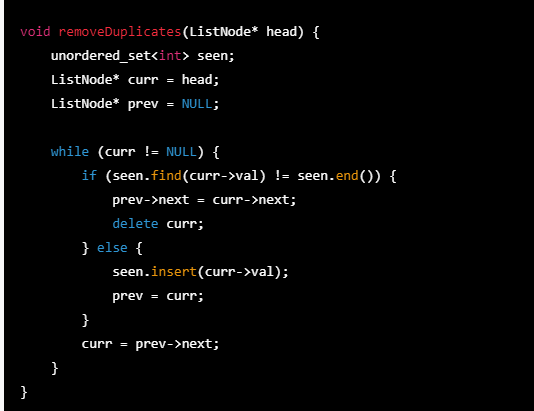 void removeDuplicates(ListNode* head) {
    unordered_set<int> seen;
    ListNode* curr = head;
    ListNode* prev = NULL;

    while (curr != NULL) {
        if (seen.find(curr->val) != seen.end()) {
            prev->next = curr->next;
            delete curr;
        } else {
            seen.insert(curr->val);
            prev = curr;
        }
        curr = prev->next;
    }
}